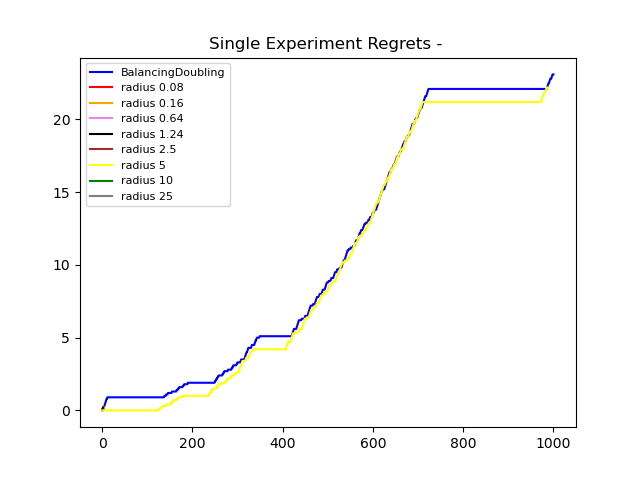 Single Experiment Regrets -
BalancingDoubling
radius 0.08
radius 0.16
radius 0.64
radius 1.24
radius 2.5
radius 5
radius 10
radius 25
20
15
10
5
0
0 200 400 600 800 1000